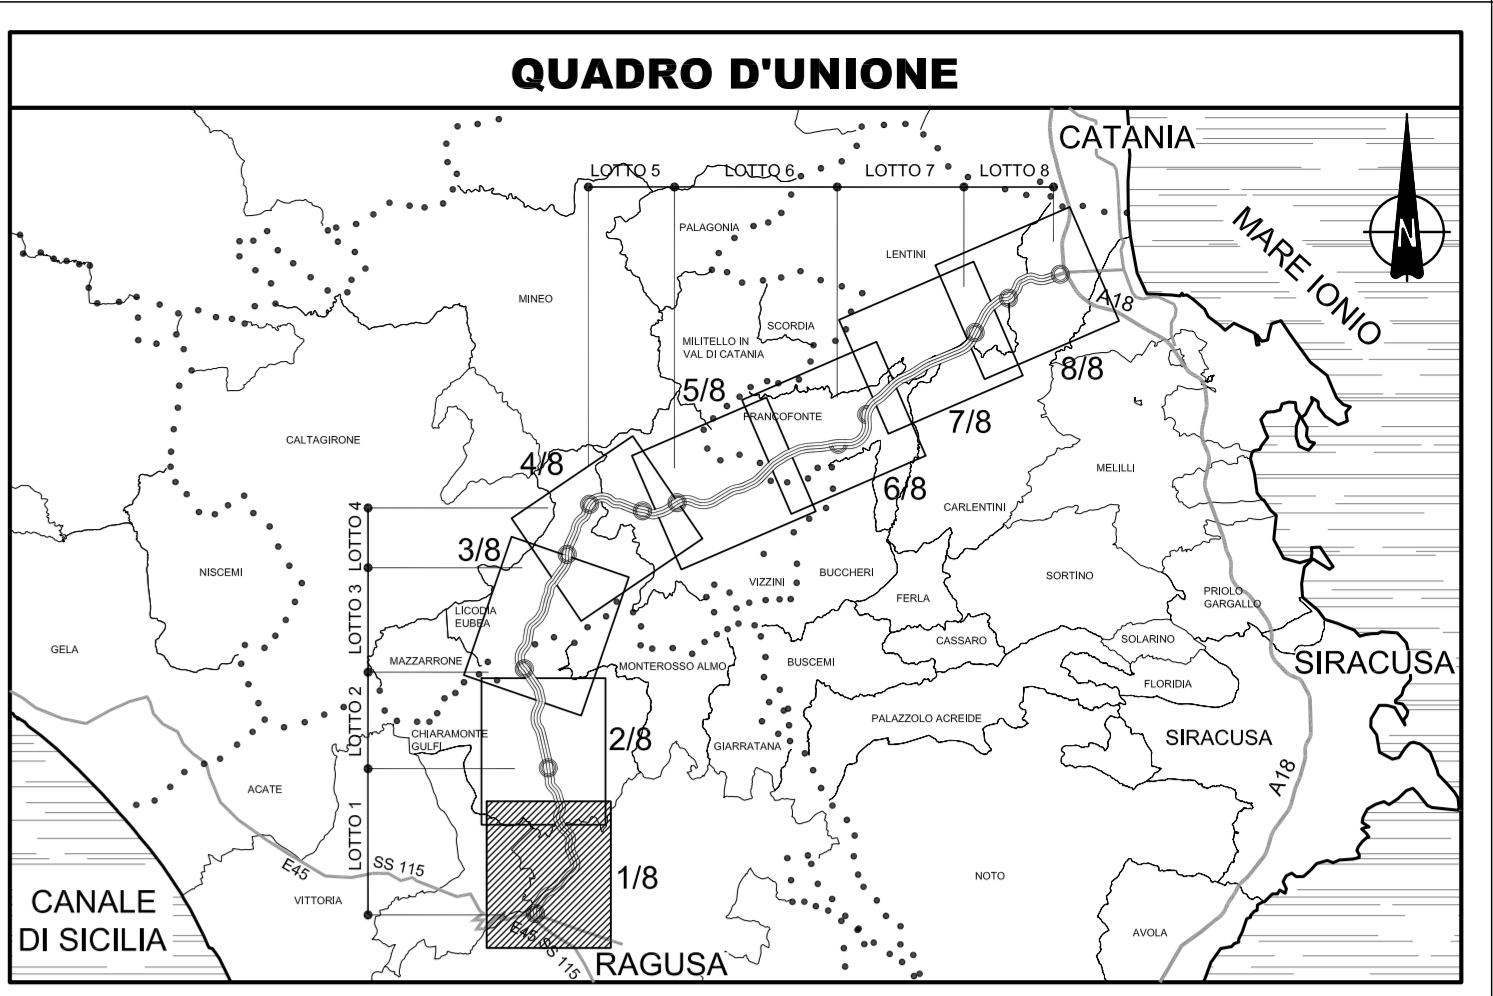 QUADRO D'UNIONE
CATANIA
LOTTO 5
LOTTO 6
LOTTO 7
LOTTO 8
MARE IONIO
N
PALAGONIA
LENTINI
MINEO
A18
SCORDIA
MILITELLO IN
VAL DI CATANIA
8/8
5/8
FRANCOFONTE
7/8
CALTAGIRONE
4/8
MELILLI
6/8
CARLENTINI
LOTTO 4
3/8
NISCEMI
VIZZINI
BUCCHERI
SORTINO
FERLA
PRIOLO
GARGALLO
LOTTO 3
LICODIA
EUBEA
CASSARO
SOLARINO
GELA
MAZZARRONE
MONTEROSSO ALMO
BUSCEMI
SIRACUSA
FLORIDIA
LOTTO 2
PALAZZOLO ACREIDE
CHIARAMONTE
GULFI
2/8
GIARRATANA
SIRACUSA
A18
ACATE
LOTTO 1
E45
SS 115
1/8
NOTO
VITTORIA
CANALE
DI SICILIA
E45 SS 115
AVOLA
RAGUSA